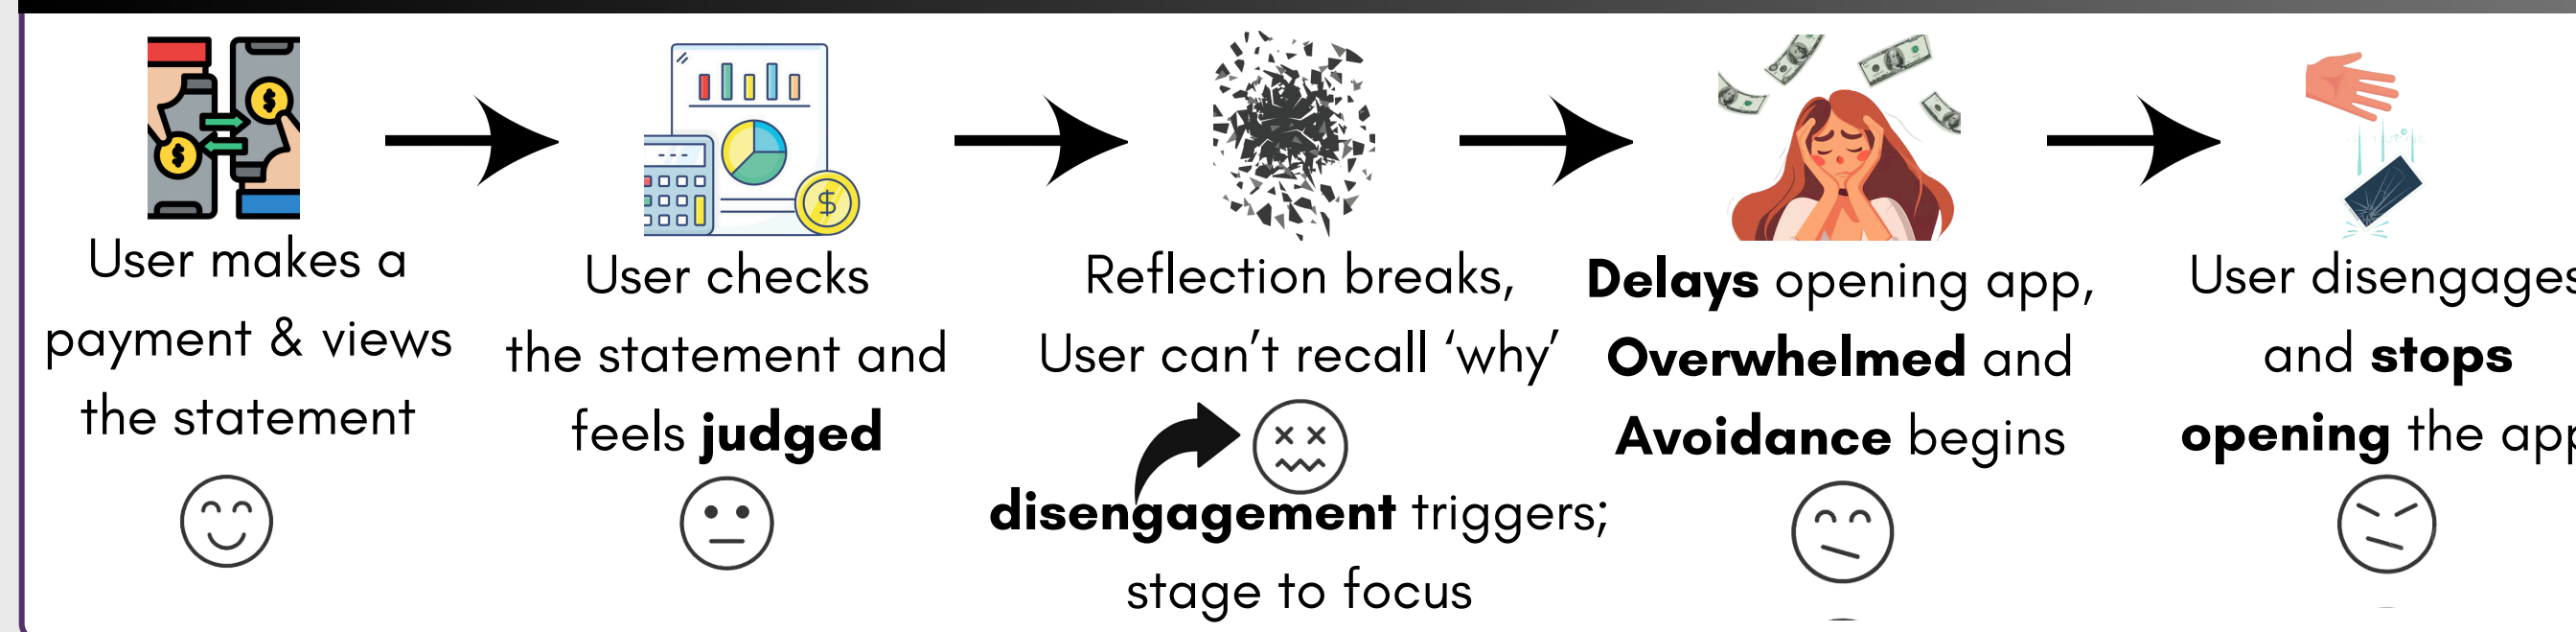 User makes a
payment & views
the statement
User checks
the statement and
feels judged
Reflection breaks,
User can't recall ‘why’
disengagement triggers;
stage to focus
Delays opening app,
Overwhelmed and
Avoidance begins
User disengages
and stops
opening the app